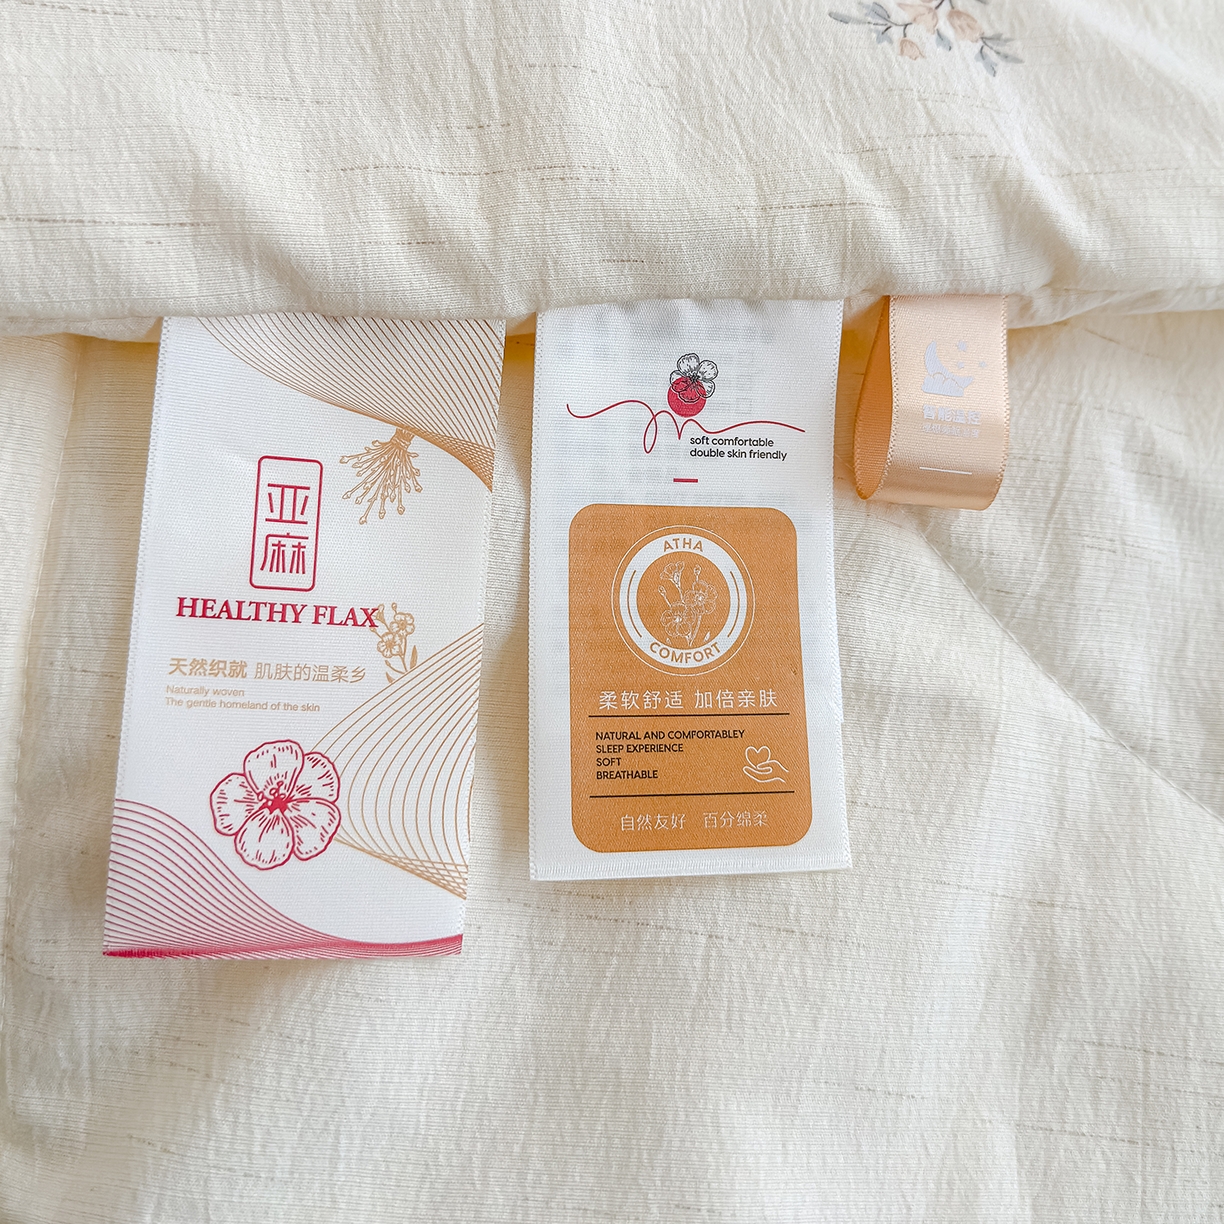 亚
麻
HEALTHY FLAX
天然织就 肌肤的温柔乡
Naturally woven
The gentle homeland of the skin
soft comfortable
double skin friendly
ATHA
COMFORT
柔软舒适 加倍亲肤
NATURAL AND COMFORTABLEY
SLEEP EXPERIENCE
SOFT
BREATHABLE
自然友好 百分绵柔